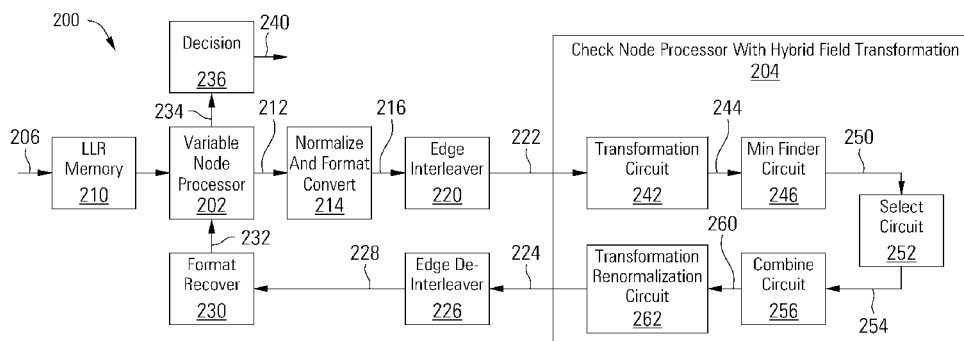 200
Decision
236
240
Check Node Processor With Hybrid Field Transformation
204
234
212
216
222
244
250
206
LLR
Memory
210
Variable
Node
Processor
202
Normalize
And Format
Convert
214
Edge
Interleaver
220
Transformation
Circuit
242
Min Finder
Circuit
246
Select
Circuit
252
232
228
224
260
254
Format
Recover
230
Edge De-
Interleaver
226
Transformation
Renormalization
Circuit
262
Combine
Circuit
256